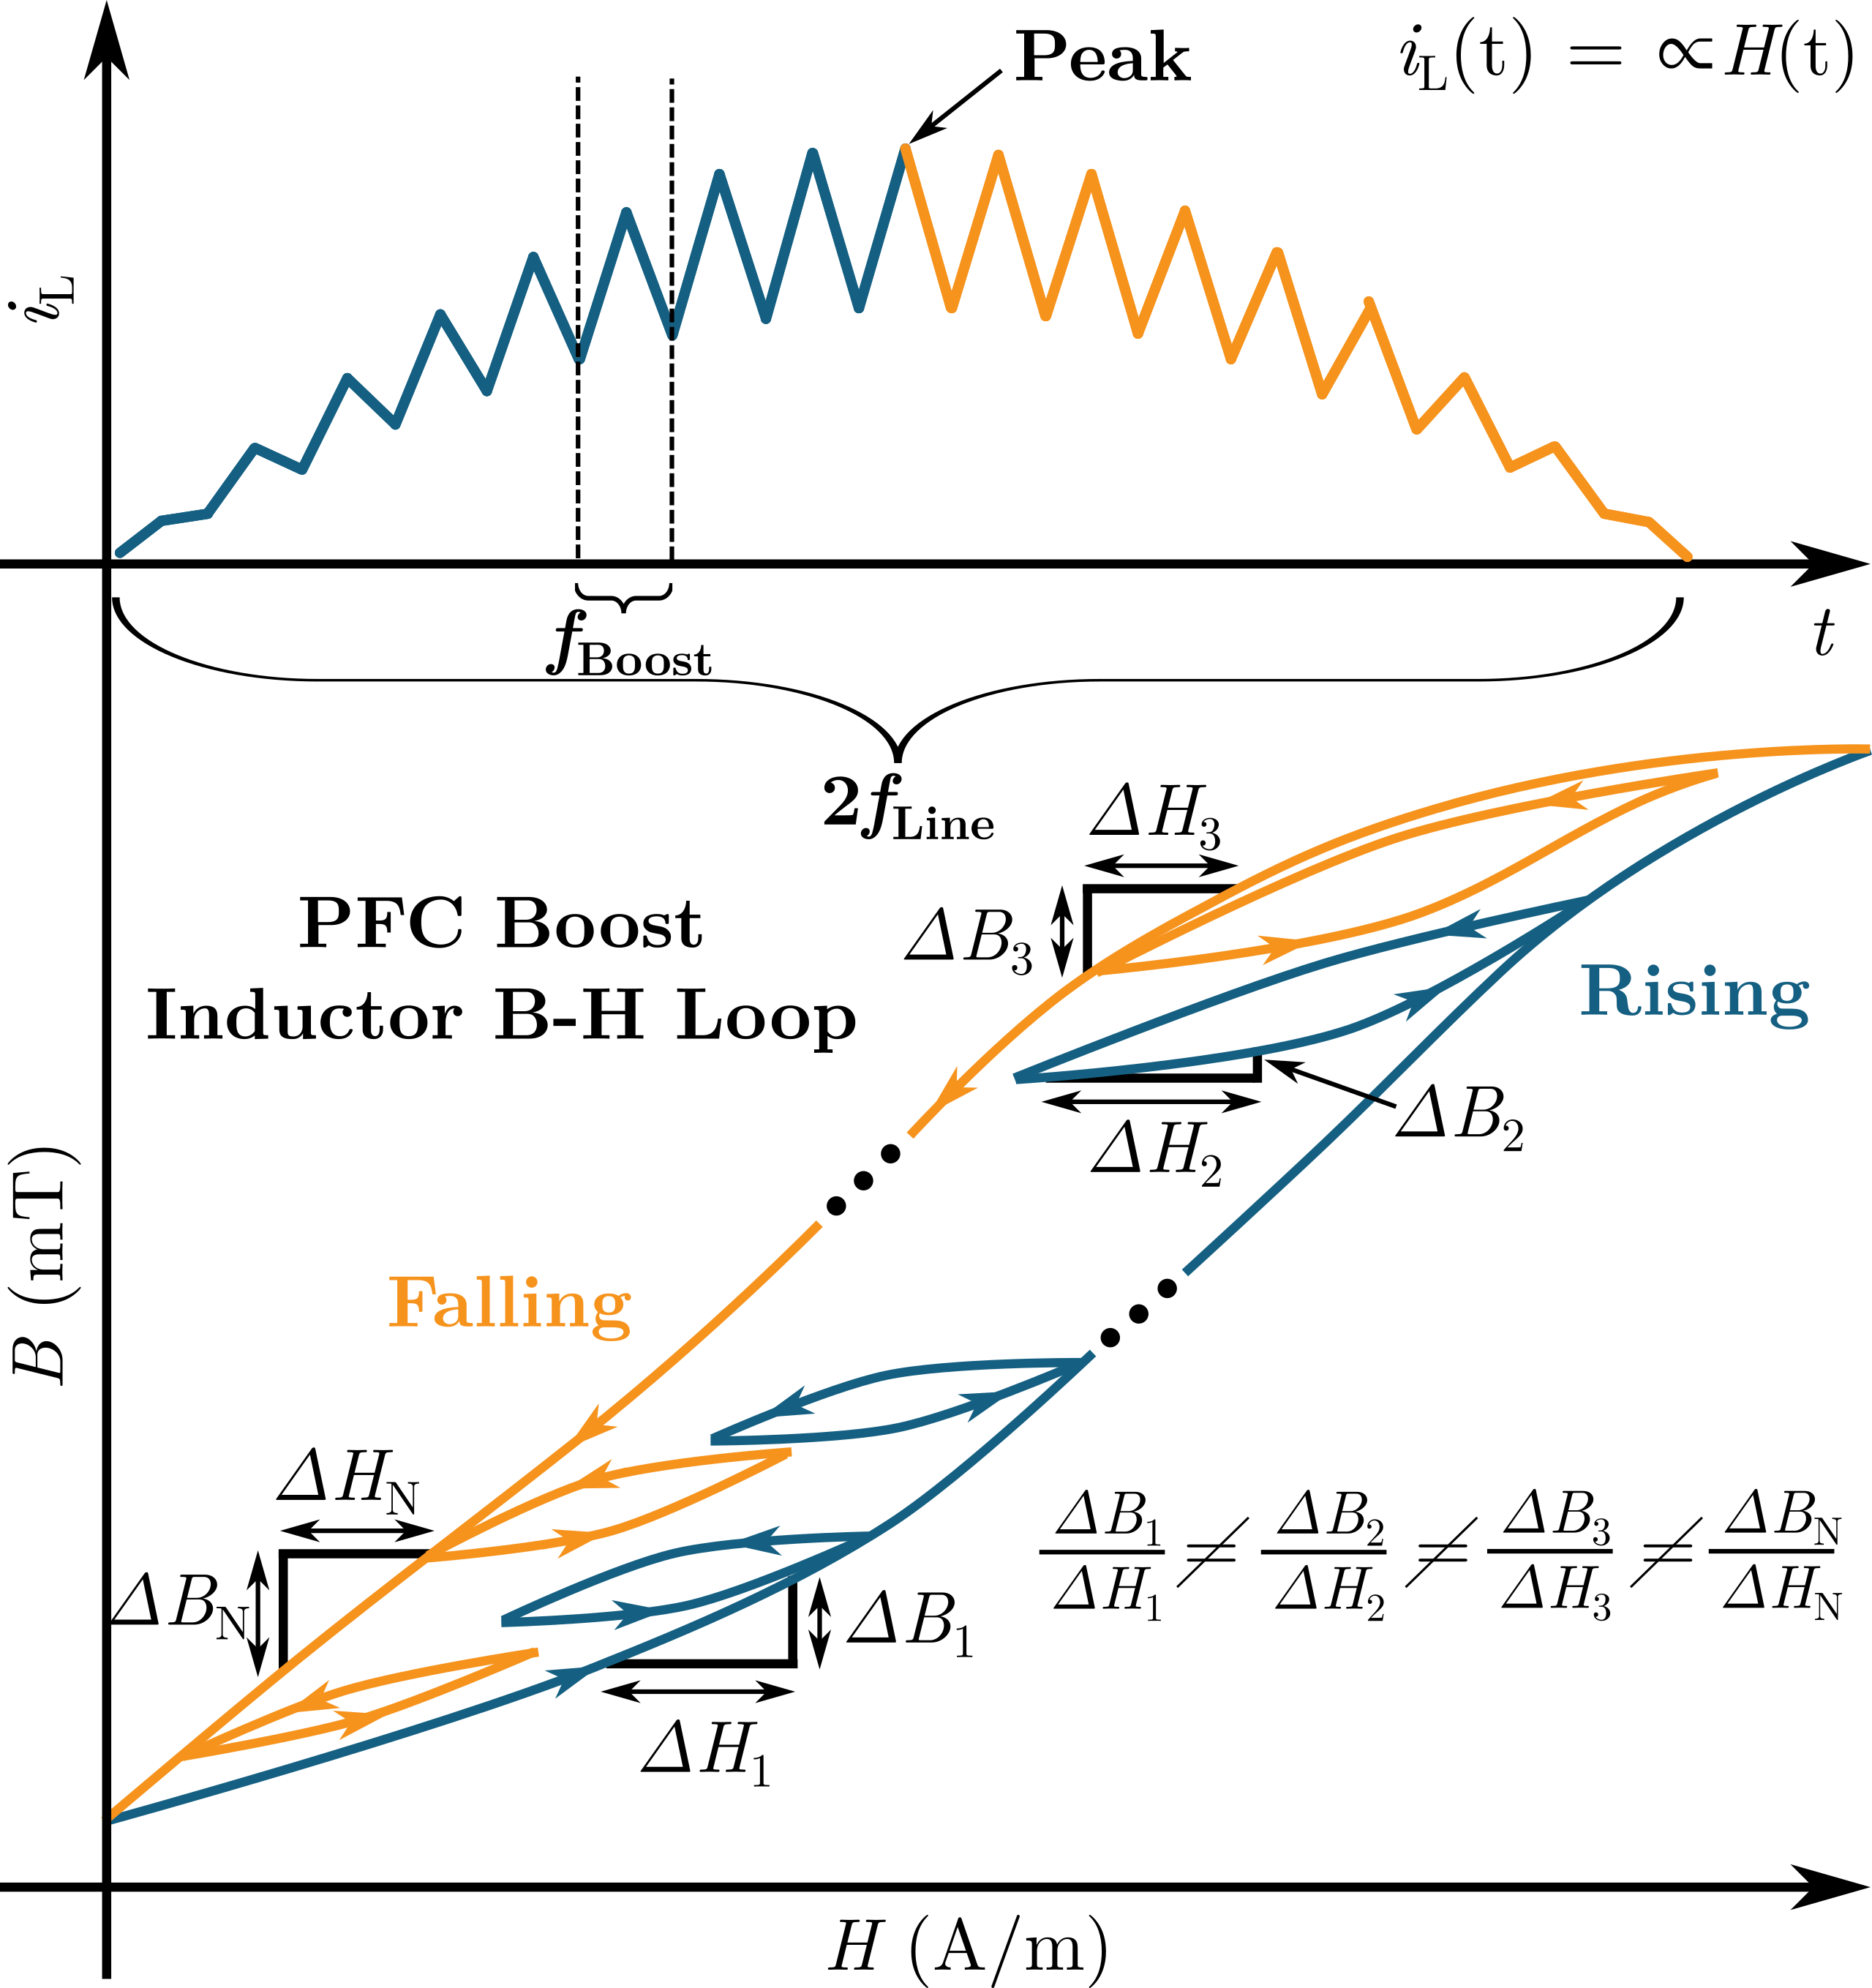 Peak
i_L(t) = ∝H(t)
i_L
t
f_Boost
2f_Line
PFC Boost
Inductor B-H Loop
ΔH_3
ΔB_3
Rising
ΔH_2
ΔB_2
B (mT)
Falling
ΔH_N
ΔB_N
ΔB_1
ΔH_1
ΔB_1/ΔH_1 ≠ ΔB_2/ΔH_2 ≠ ΔB_3/ΔH_3 ≠ ΔB_N/ΔH_N
H (A/m)